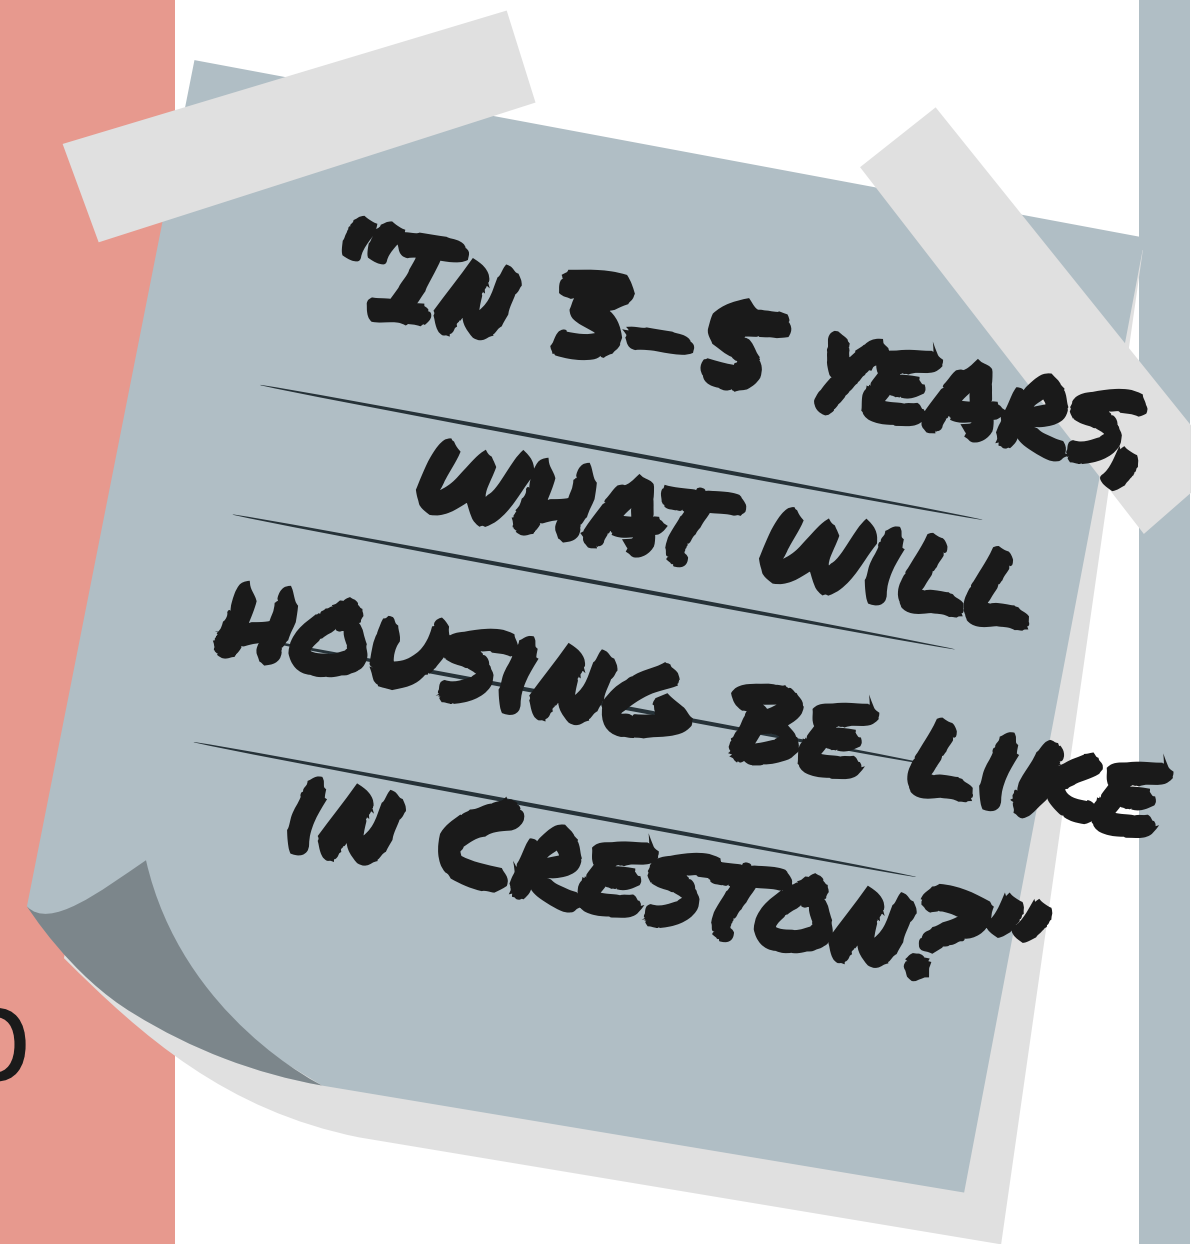 "In 3–5 years,
what will
housing be like
in Creston?"